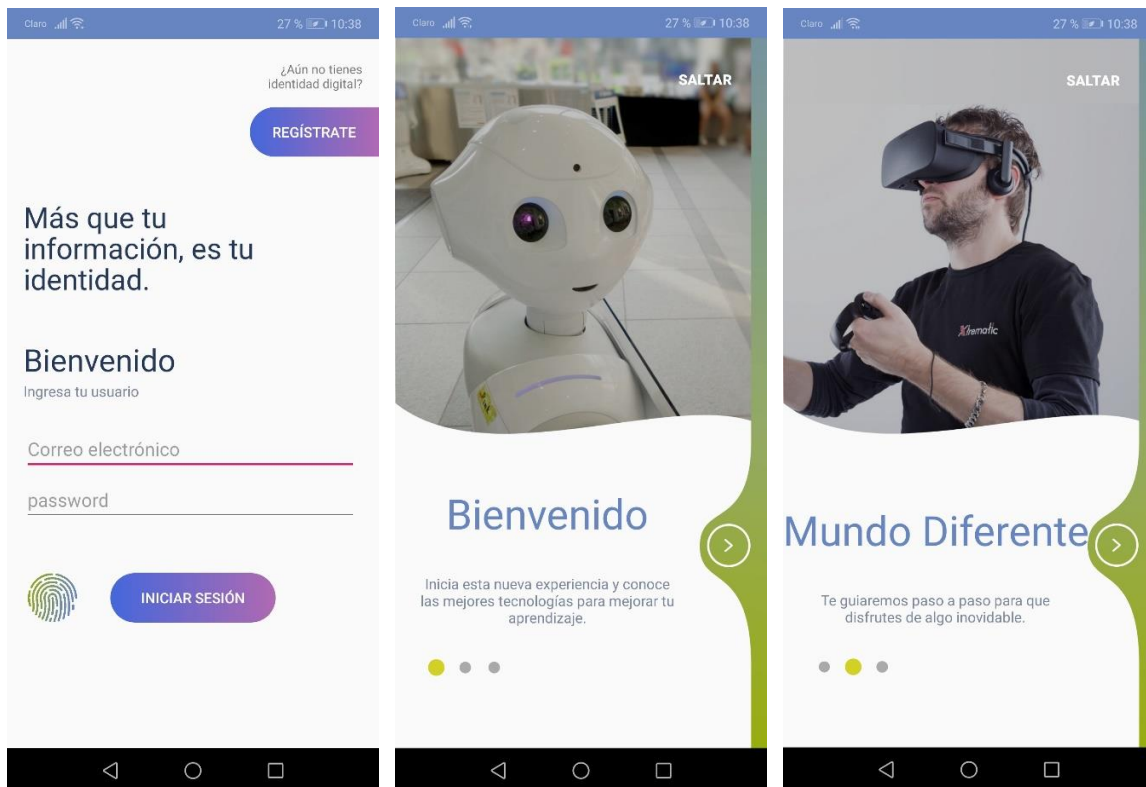 Claro 27 % 10:38
¿Aún no tienes
identidad digital?
REGÍSTRATE
Más que tu
información, es tu
identidad.
Bienvenido
Ingresa tu usuario
Correo electrónico
password
INICIAR SESIÓN
Claro 27 % 10:38
SALTAR
Bienvenido
Inicia esta nueva experiencia y conoce
las mejores tecnologías para mejorar tu
aprendizaje.
Claro 27 % 10:38
SALTAR
Xtrematic
Mundo Diferente
Te guiaremos paso a paso para que
disfrutes de algo inovidable.